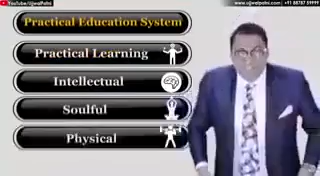 YouTube/UjjwalPatni
www.ujjwalpatni.com
+91 88787 59999
Practical Education System
Practical Learning
Intellectual
Soulful
Physical